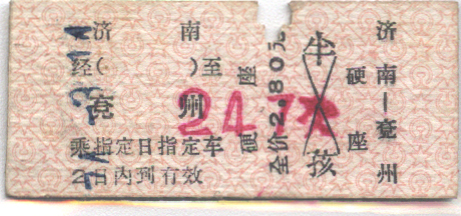 济 南
经( )至
兖 州
乘指定日指定车
2日内到有效
硬座
全价2.80元
半
孩
济南—兖州
硬座